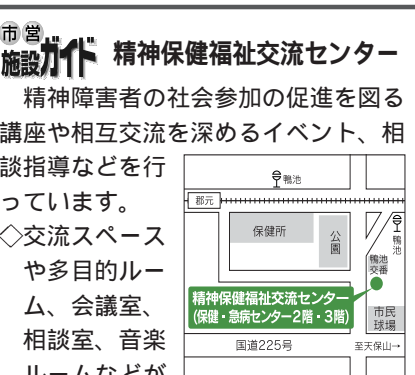 市営
施設ガイド 精神保健福祉交流センター
精神障害者の社会参加の促進を図る
講座や相互交流を深めるイベント、相
談指導などを行
っています。
◇交流スペース
や多目的ルー
ム、会議室、
相談室、音楽
ルームなどが
鴨池
郡元
保健所
公園
鴨池
鴨池
交番
精神保健福祉交流センター
(保健・急病センター2階・3階)
市民
球場
国道225号
至天保山→